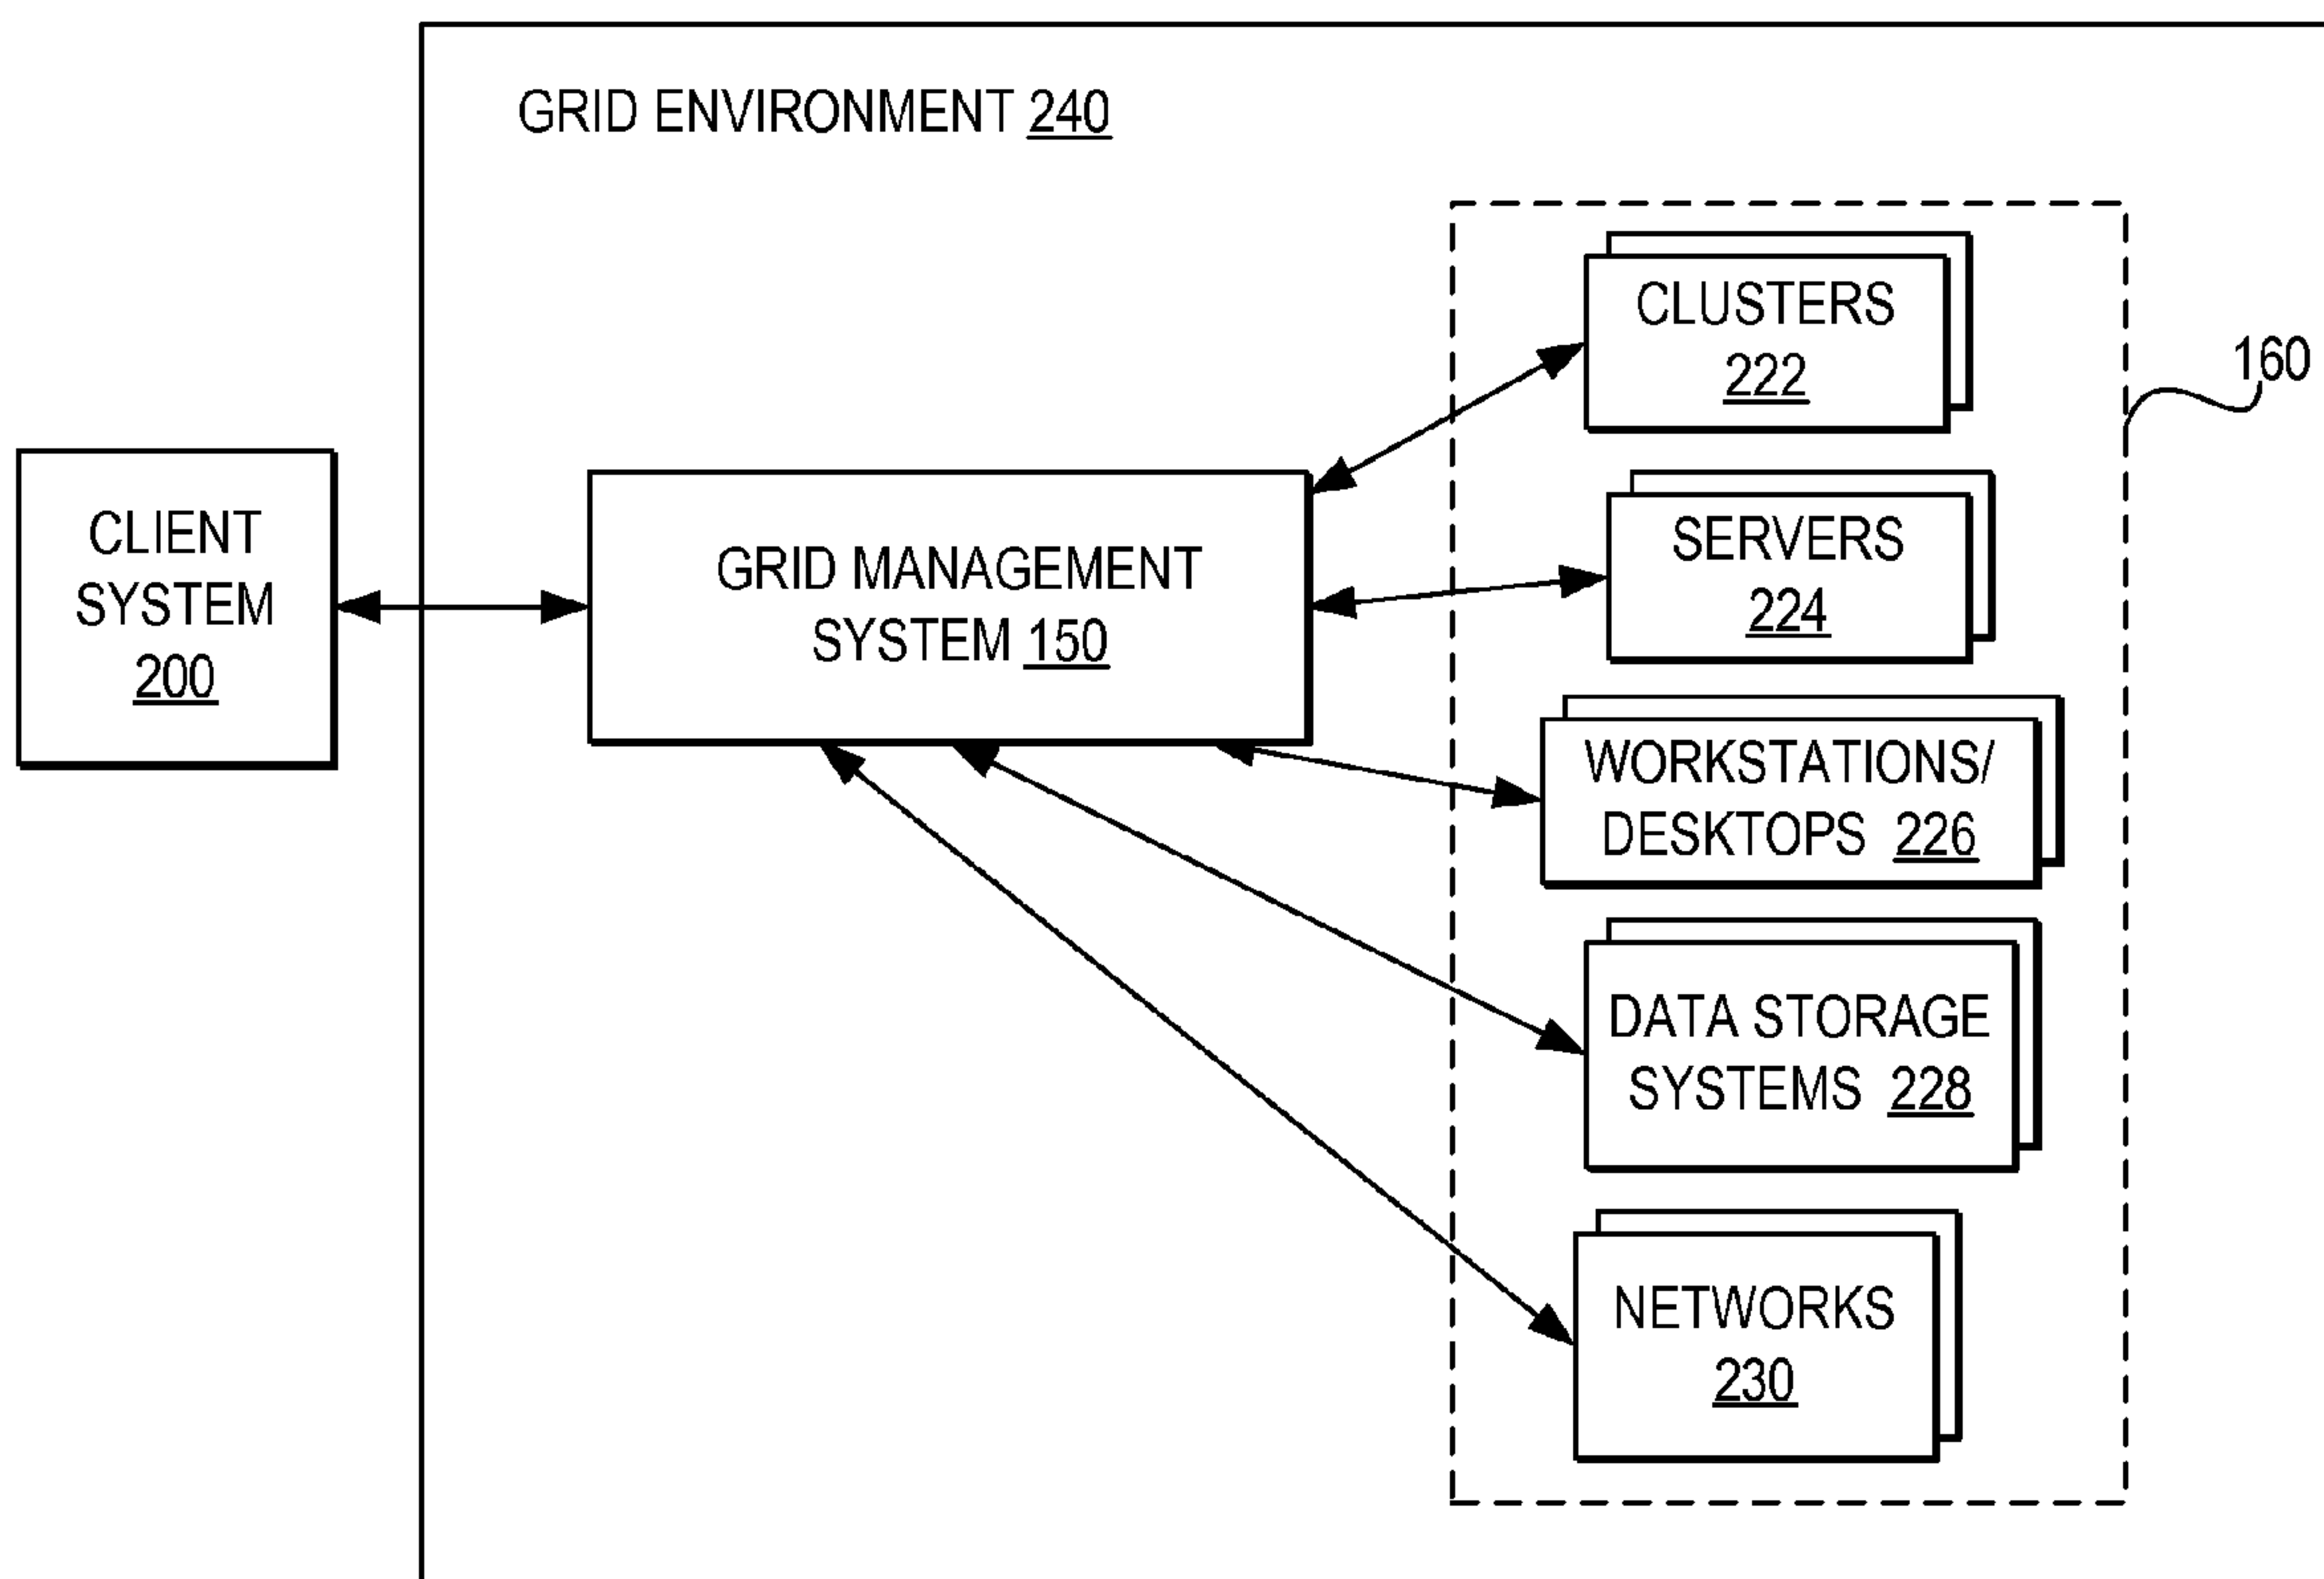 GRID ENVIRONMENT 240
CLUSTERS
222
160
CLIENT
SYSTEM
200
GRID MANAGEMENT
SYSTEM 150
SERVERS
224
WORKSTATIONS/
DESKTOPS 226
DATA STORAGE
SYSTEMS 228
NETWORKS
230